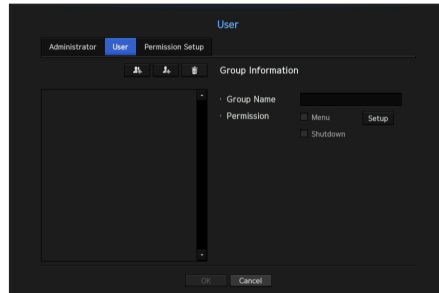 User
Administrator User Permission Setup
Group Information
Group Name
Permission Menu Setup
Shutdown
OK Cancel